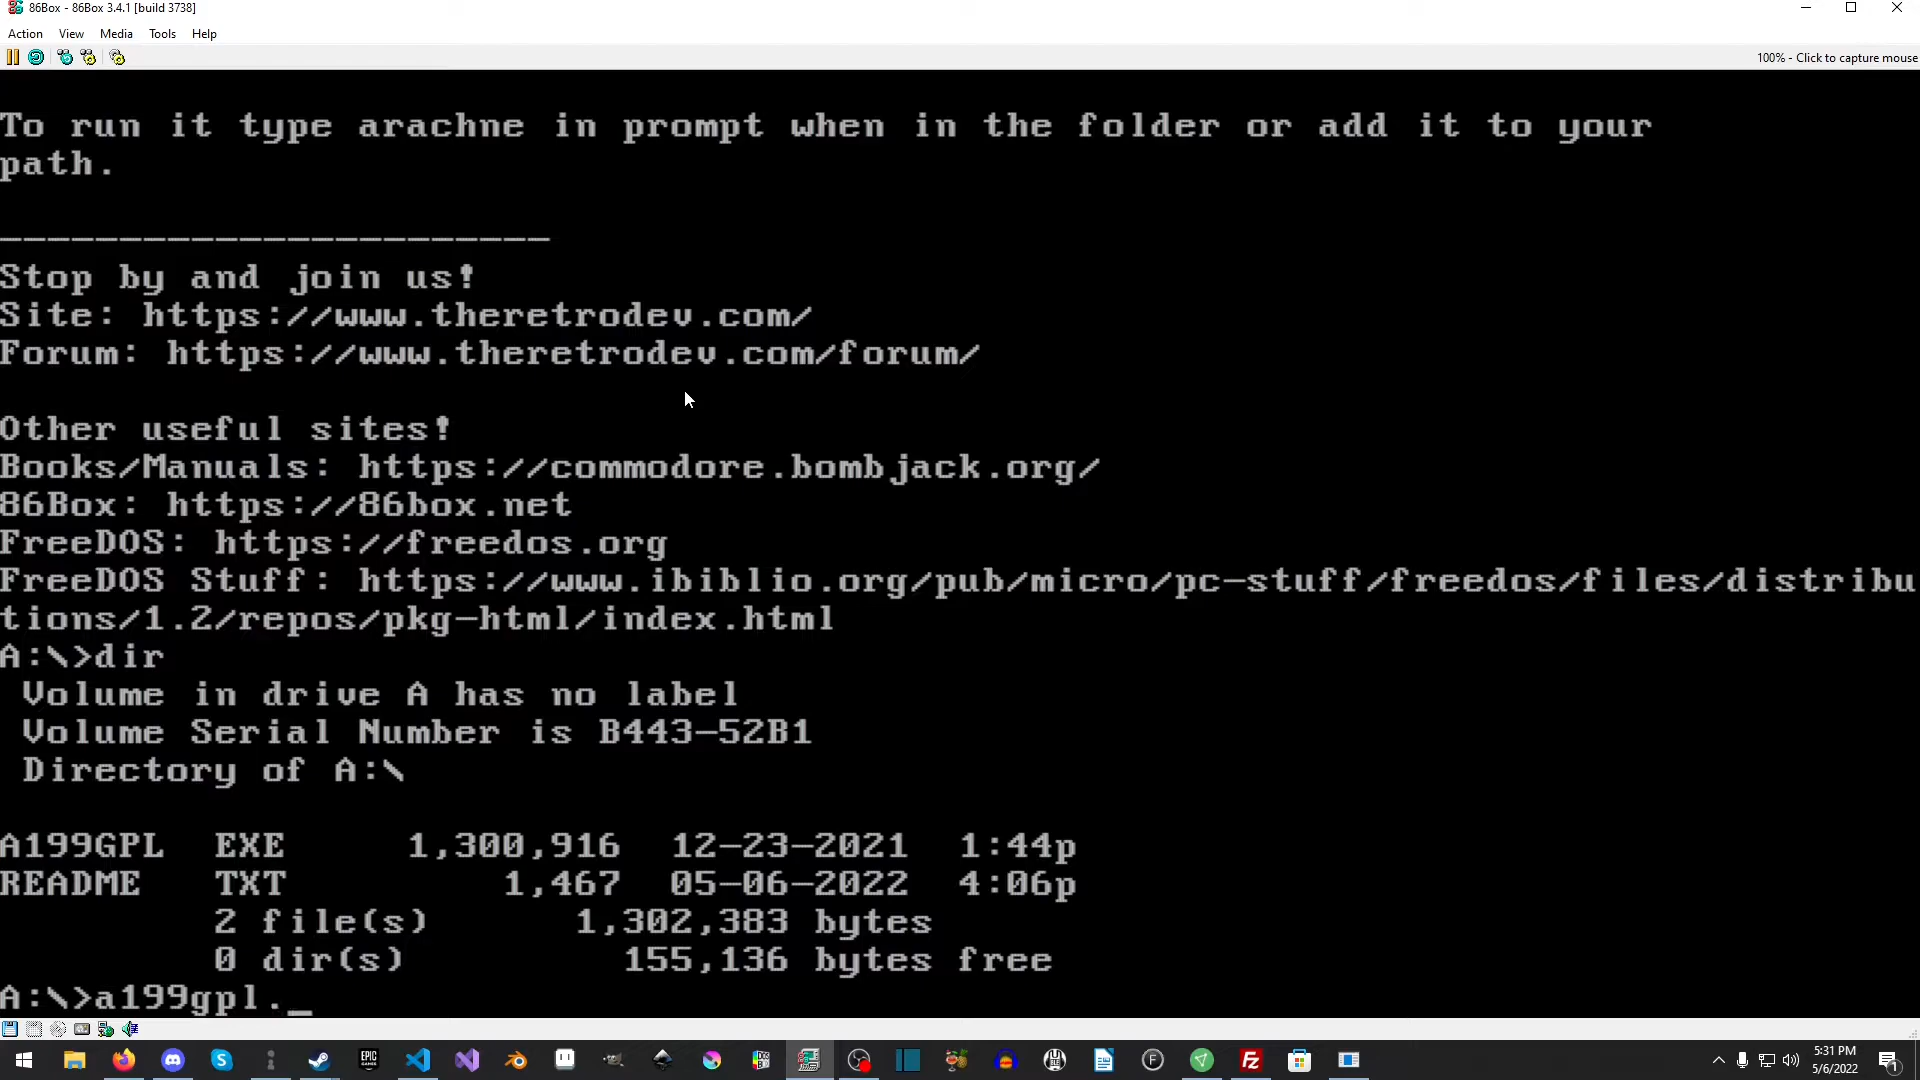 86Box - 86Box 3.4.1 [build 3738]
Action View Media Tools Help
100% - Click to capture mouse
To run it type arachne in prompt when in the folder or add it to your
path.
_______________________
Stop by and join us!
Site: https://www.theretrodev.com/
Forum: https://www.theretrodev.com/forum/
Other useful sites!
Books/Manuals: https://commodore.bombjack.org/
86Box: https://86box.net
FreeDOS: https://freedos.org
FreeDOS Stuff: https://www.ibiblio.org/pub/micro/pc-stuff/freedos/files/distribu
tions/1.2/repos/pkg-html/index.html
A:\>dir
Volume in drive A has no label
Volume Serial Number is B443-52B1
Directory of A:\
A199GPL EXE 1,300,916 12-23-2021 1:44p
README TXT 1,467 05-06-2022 4:06p
2 file(s) 1,302,383 bytes
0 dir(s) 155,136 bytes free
A:\>a199gpl._
5:31 PM
5/6/2022